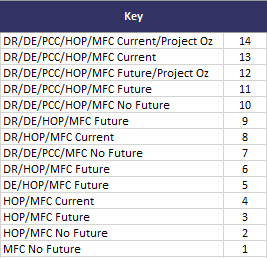 Key
DR/DE/PCC/HOP/MFC Current/Project Oz 14
DR/DE/PCC/HOP/MFC Current 13
DR/DE/PCC/HOP/MFC Future/Project Oz 12
DR/DE/PCC/HOP/MFC Future 11
DR/DE/PCC/HOP/MFC No Future 10
DR/DE/HOP/MFC Future 9
DR/HOP/MFC Current 8
DR/DE/PCC/MFC No Future 7
DR/HOP/MFC Future 6
DE/HOP/MFC Future 5
HOP/MFC Current 4
HOP/MFC Future 3
HOP/MFC No Future 2
MFC No Future 1